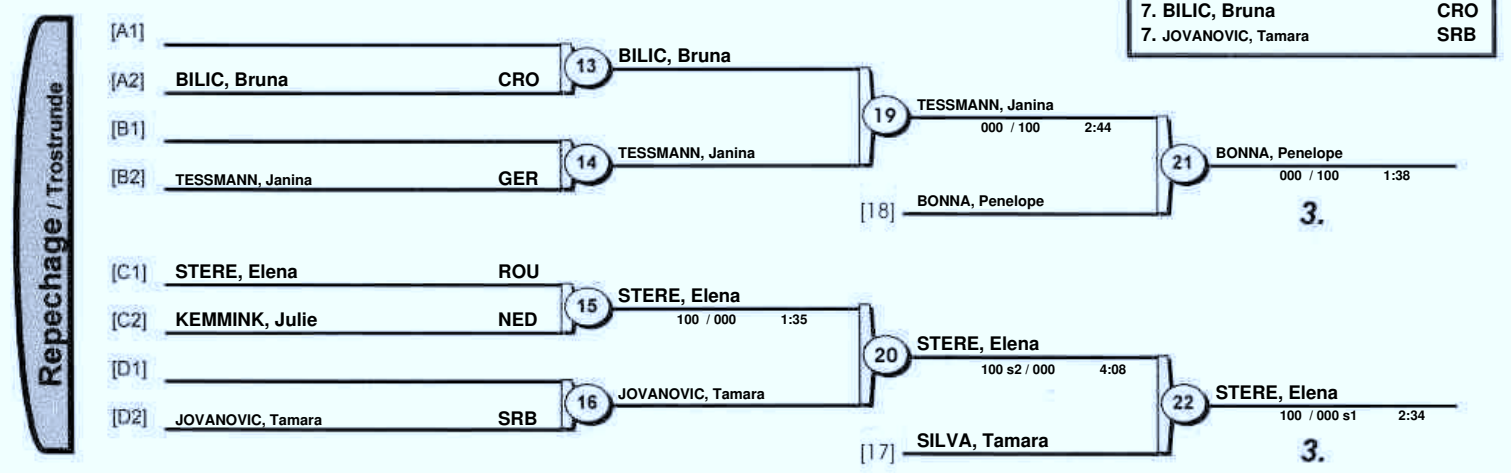 7. BILIC, Bruna CRO
7. JOVANOVIC, Tamara SRB
Repechage / Trostrunde
[A1]
[A2] BILIC, Bruna CRO
13 BILIC, Bruna
[B1]
[B2] TESSMANN, Janina GER
14 TESSMANN, Janina
19 TESSMANN, Janina
000 / 100 2:44
[18] BONNA, Penelope
21 BONNA, Penelope
000 / 100 1:38
3.
[C1] STERE, Elena ROU
[C2] KEMMINK, Julie NED
15 STERE, Elena
100 / 000 1:35
[D1]
[D2] JOVANOVIC, Tamara SRB
16 JOVANOVIC, Tamara
20 STERE, Elena
100 s2 / 000 4:08
[17] SILVA, Tamara
22 STERE, Elena
100 / 000 s1 2:34
3.